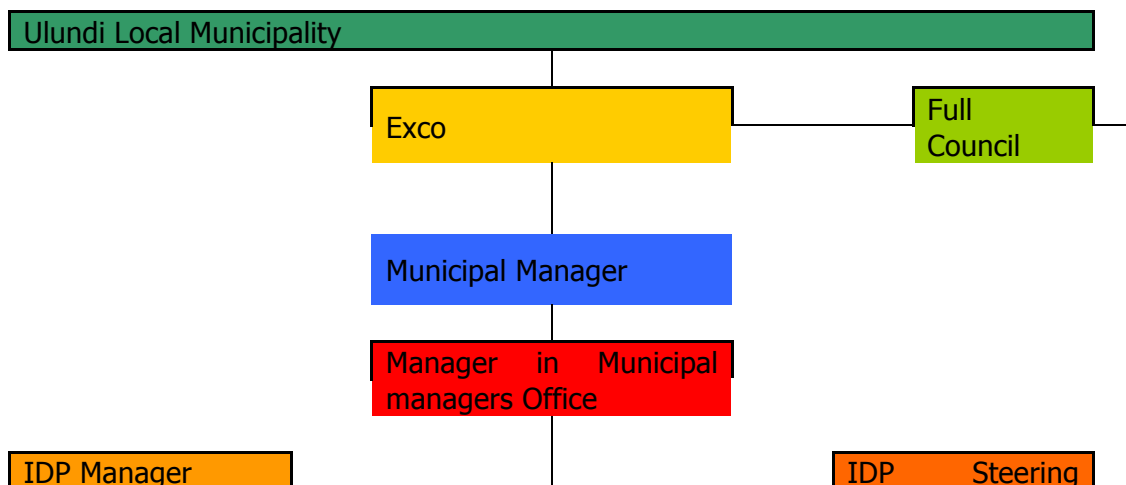 Ulundi Local Municipality
Exco
Full
Council
Municipal Manager
Manager in Municipal
managers Office
IDP Manager
IDP Steering